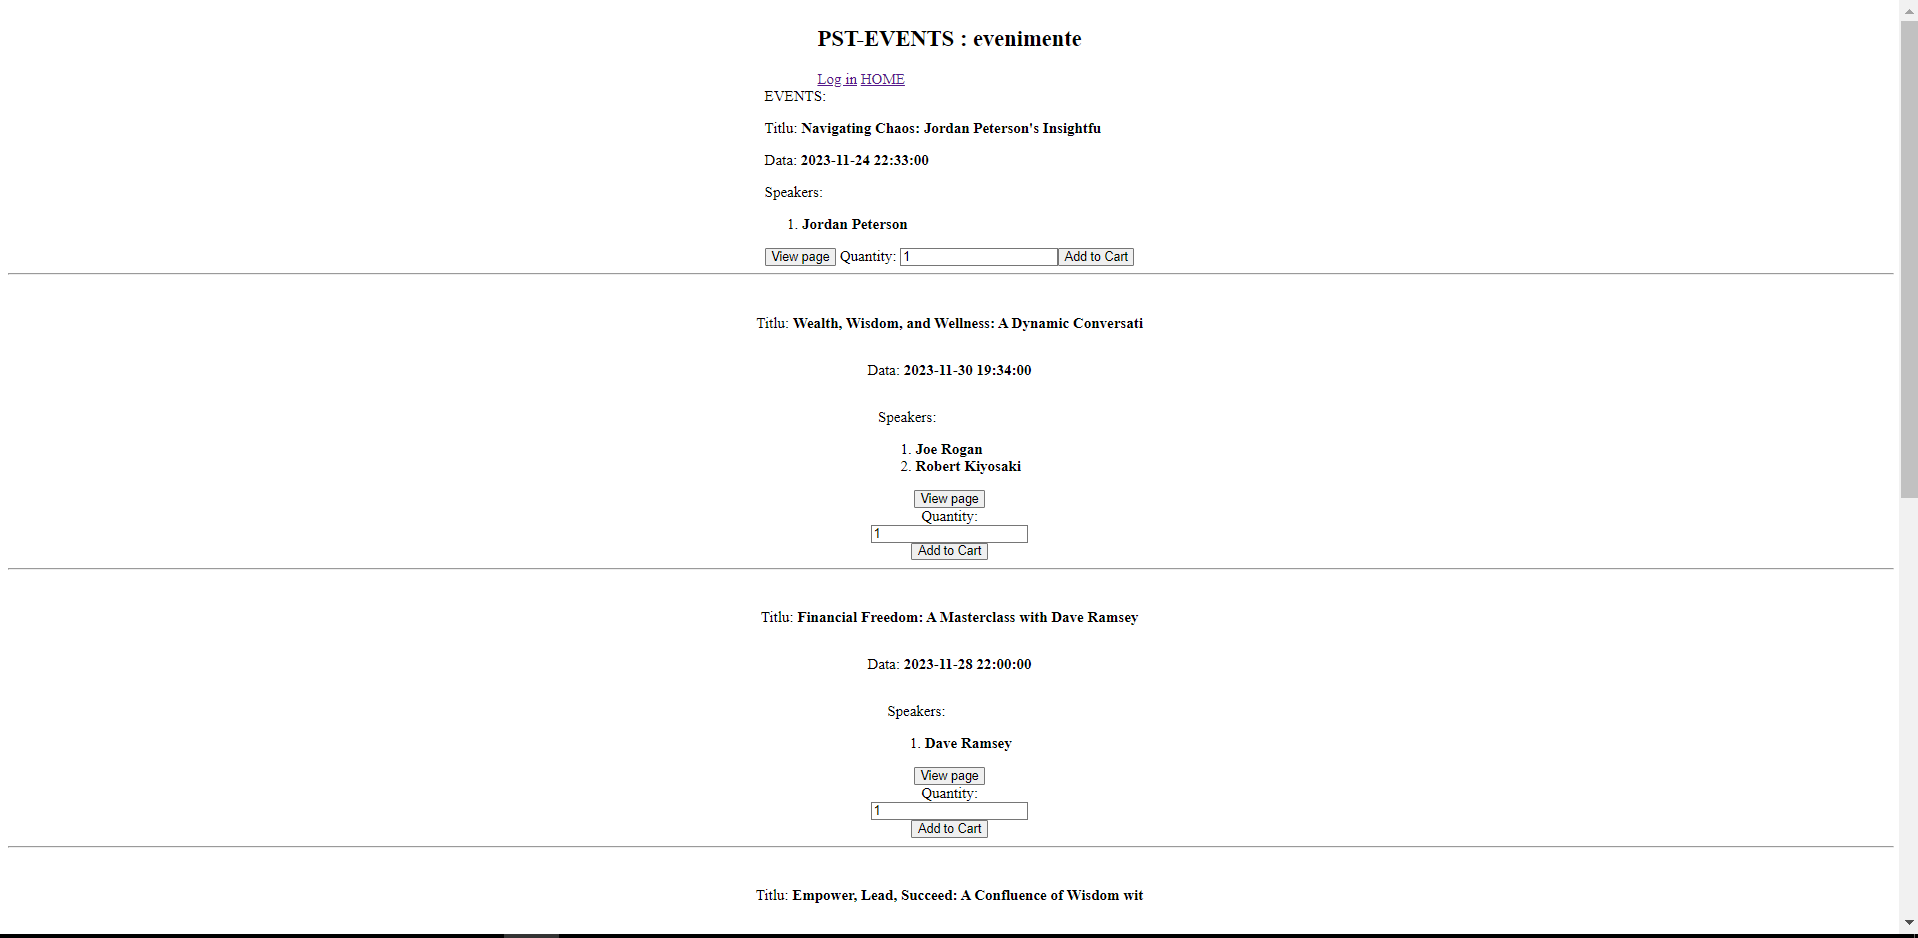 PST-EVENTS : evenimente
Log in HOME
EVENTS:
Titlu: Navigating Chaos: Jordan Peterson's Insightfu
Data: 2023-11-24 22:33:00
Speakers:
1. Jordan Peterson
View page Quantity: 1 Add to Cart
Titlu: Wealth, Wisdom, and Wellness: A Dynamic Conversati
Data: 2023-11-30 19:34:00
Speakers:
1. Joe Rogan
2. Robert Kiyosaki
View page
Quantity:
1
Add to Cart
Titlu: Financial Freedom: A Masterclass with Dave Ramsey
Data: 2023-11-28 22:00:00
Speakers:
1. Dave Ramsey
View page
Quantity:
1
Add to Cart
Titlu: Empower, Lead, Succeed: A Confluence of Wisdom wit